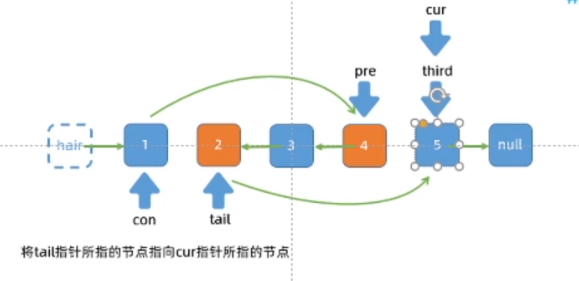 cur
pre third
hair 1 2 3 4 5 null
con tail
将tail指针所指的节点指向cur指针所指的节点